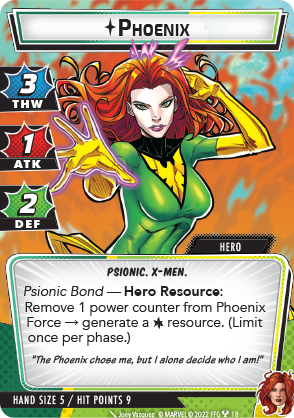 PHOENIX
3
THW
1
ATK
2
DEF
HERO
PSIONIC. X-MEN.
Psionic Bond — Hero Resource:
Remove 1 power counter from Phoenix
Force → generate a resource. (Limit
once per phase.)
"The Phoenix chose me, but I alone decide who I am!"
HAND SIZE 5 / HIT POINTS 9
Joey Vazquez © MARVEL © 2022 FFG 19